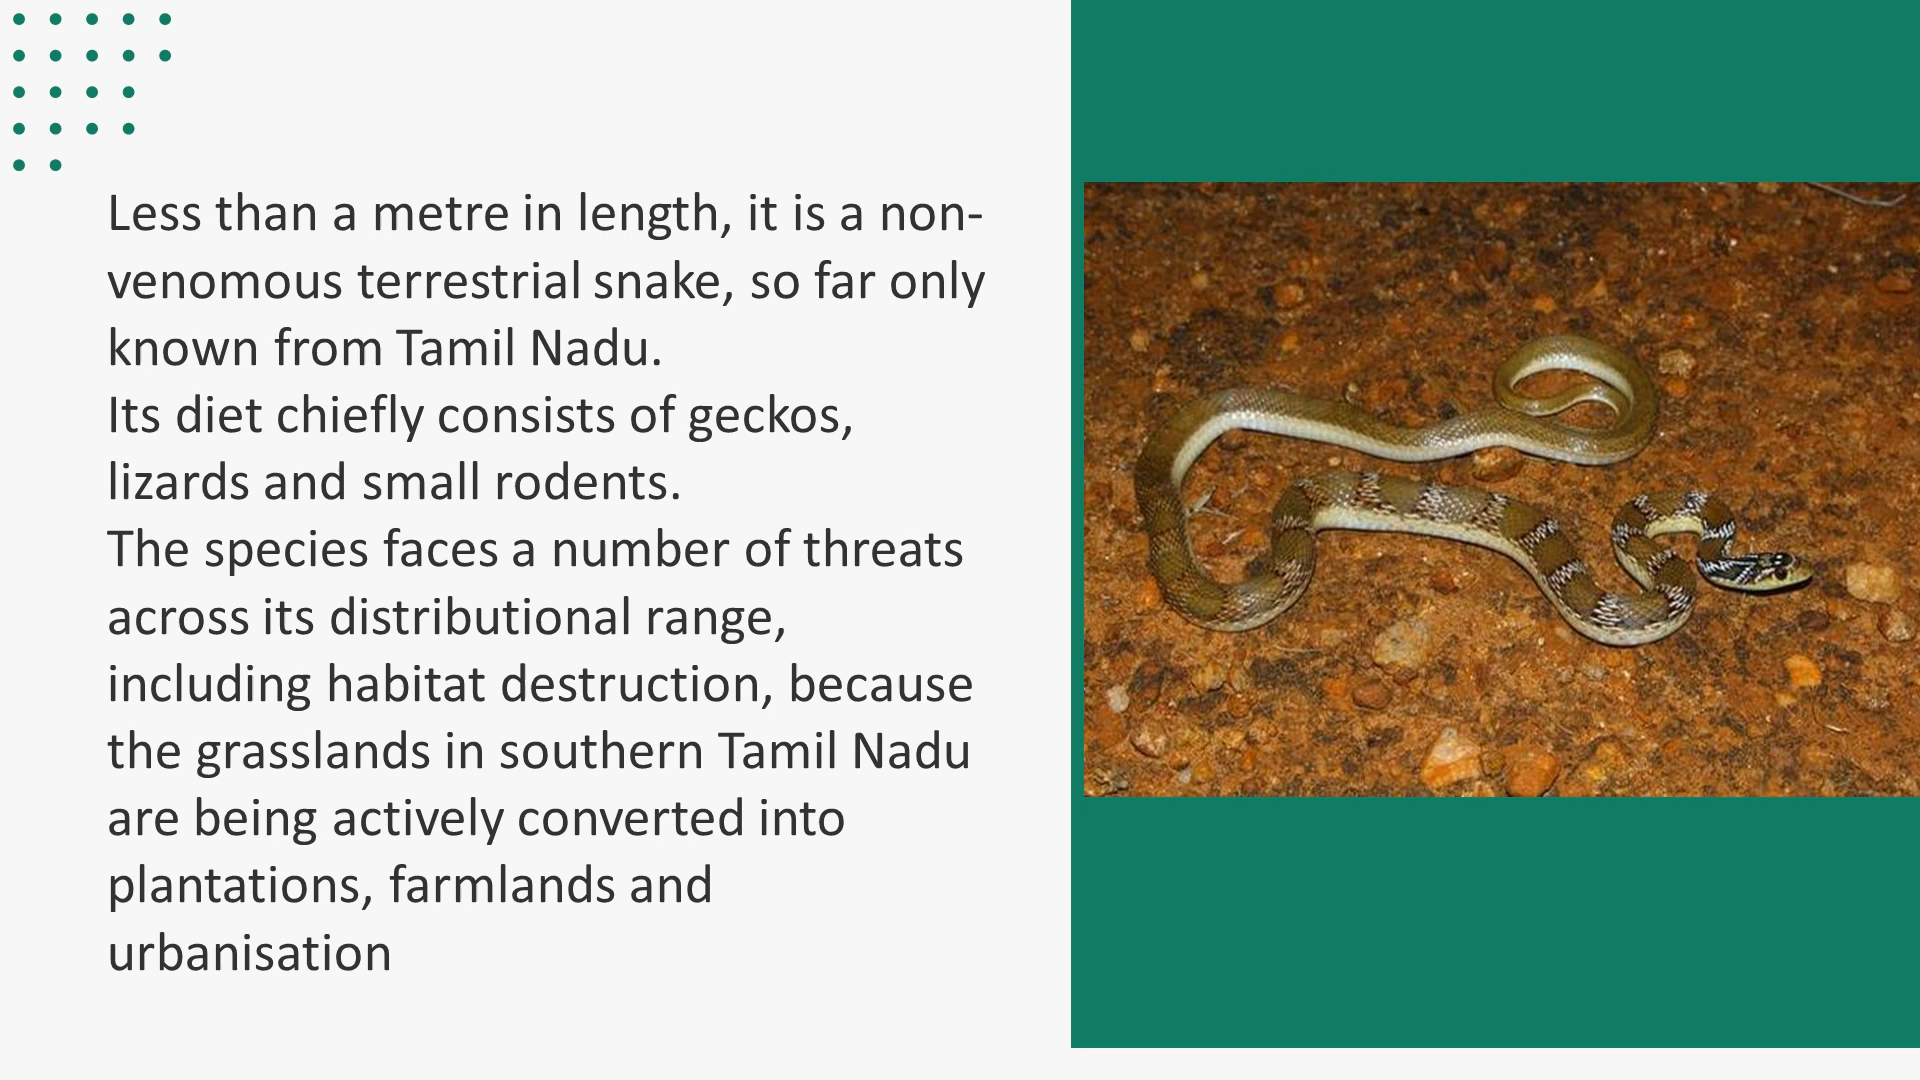 Less than a metre in length, it is a non-
venomous terrestrial snake, so far only
known from Tamil Nadu.
Its diet chiefly consists of geckos,
lizards and small rodents.
The species faces a number of threats
across its distributional range,
including habitat destruction, because
the grasslands in southern Tamil Nadu
are being actively converted into
plantations, farmlands and
urbanisation